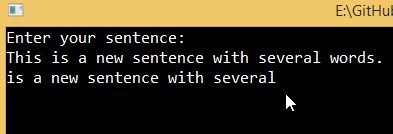 E:\GitHub
Enter your sentence:
This is a new sentence with several words.
is a new sentence with several